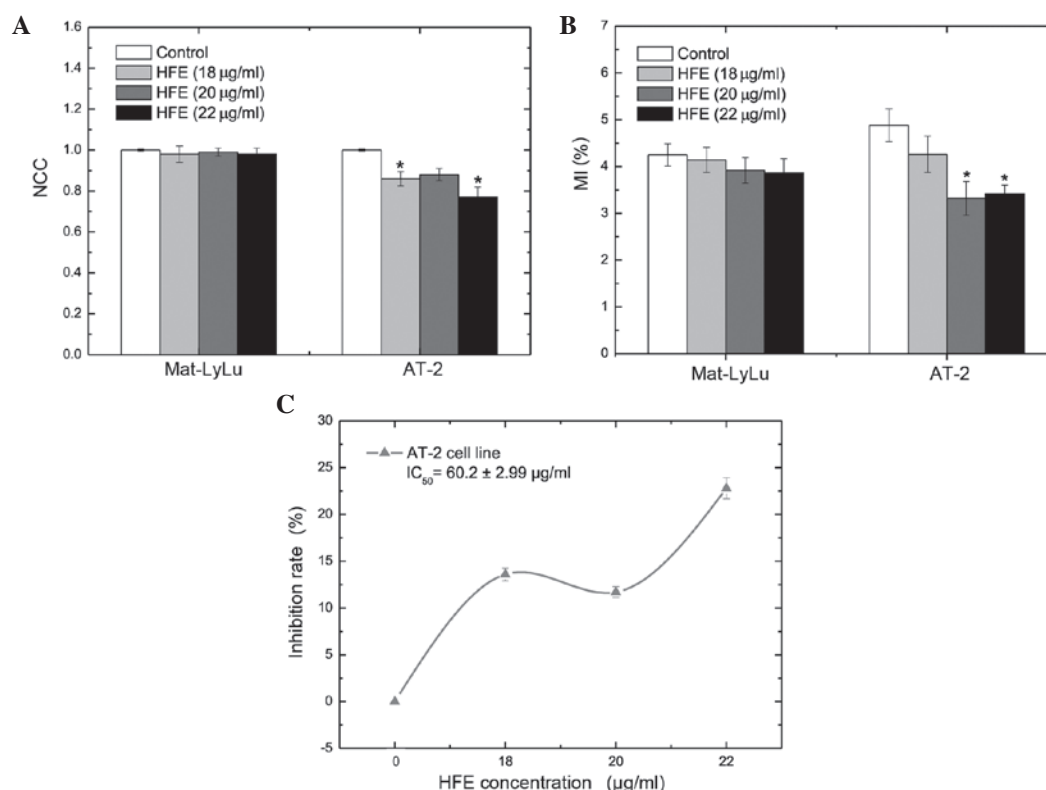 A
1.6
1.4
1.2
1.0
0.8
0.6
0.4
0.2
0.0
NCC
Control
HFE (18 µg/ml)
HFE (20 µg/ml)
HFE (22 µg/ml)
*
*
Mat-LyLu
AT-2
B
7
6
5
4
3
2
1
0
MI (%)
Control
HFE (18 µg/ml)
HFE (20 µg/ml)
HFE (22 µg/ml)
*
*
Mat-LyLu
AT-2
C
30
25
20
15
10
5
0
-5
Inhibition rate (%)
AT-2 cell line
IC50= 60.2 ± 2.99 µg/ml
0
18
20
22
HFE concentration (µg/ml)